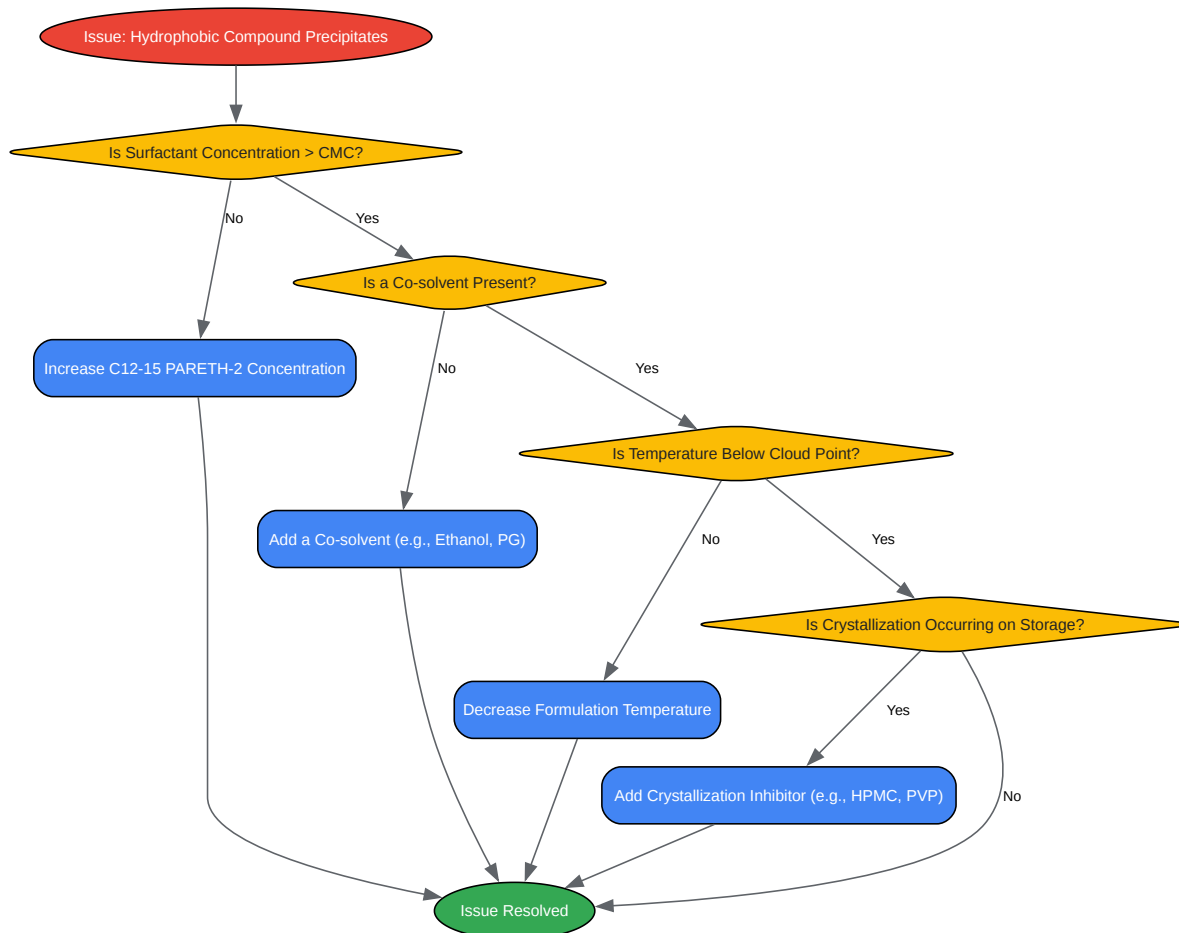 Issue: Hydrophobic Compound Precipitates
Is Surfactant Concentration > CMC?
No
Yes
Is a Co-solvent Present?
Increase C12-15 PARETH-2 Concentration
No
Yes
Is Temperature Below Cloud Point?
Add a Co-solvent (e.g., Ethanol, PG)
No
Yes
Is Crystallization Occurring on Storage?
Decrease Formulation Temperature
Yes
Add Crystallization Inhibitor (e.g., HPMC, PVP)
No
Issue Resolved